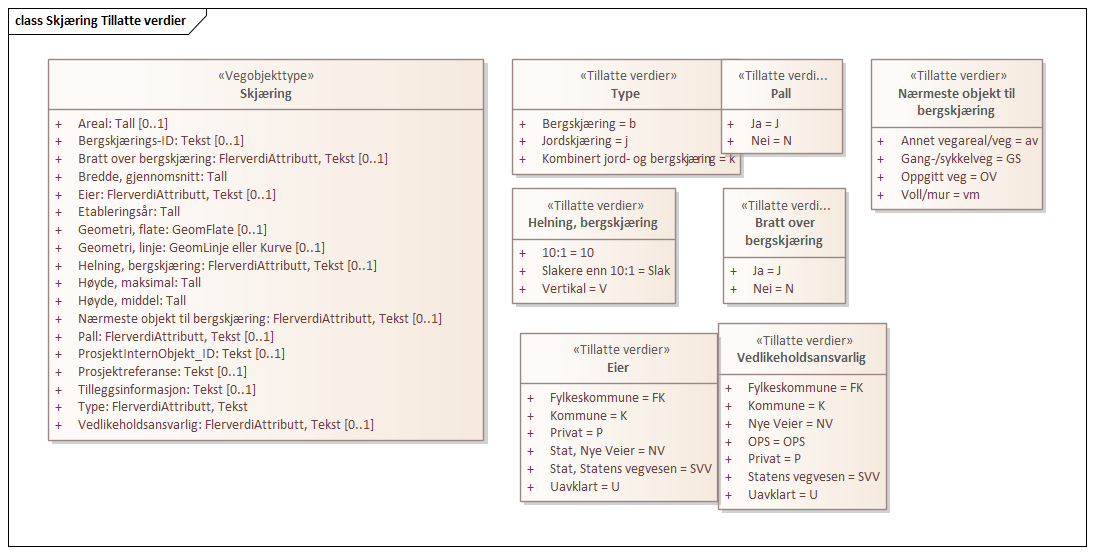 class Skjæring Tillatte verdier
«Vegobjekttype»
Skjæring
+ Areal: Tall [0..1]
+ Bergskjærings-ID: Tekst [0..1]
+ Bratt over bergskjæring: FlerverdiAttributt, Tekst [0..1]
+ Bredde, gjennomsnitt: Tall
+ Eier: FlerverdiAttributt, Tekst [0..1]
+ Etableringsår: Tall
+ Geometri, flate: GeomFlate [0..1]
+ Geometri, linje: GeomLinje eller Kurve [0..1]
+ Helning, bergskjæring: FlerverdiAttributt, Tekst [0..1]
+ Høyde, maksimal: Tall
+ Høyde, middel: Tall
+ Nærmeste objekt til bergskjæring: FlerverdiAttributt, Tekst [0..1]
+ Pall: FlerverdiAttributt, Tekst [0..1]
+ ProsjektInternObjekt_ID: Tekst [0..1]
+ Prosjektreferanse: Tekst [0..1]
+ Tilleggsinformasjon: Tekst [0..1]
+ Type: FlerverdiAttributt, Tekst
+ Vedlikeholdsansvarlig: FlerverdiAttributt, Tekst [0..1]
«Tillatte verdier»
Type
+ Bergskjæring = b
+ Jordskjæring = j
+ Kombinert jord- og bergskjæring = k
«Tillatte verdi...
Pall
+ Ja = J
+ Nei = N
«Tillatte verdier»
Nærmeste objekt til
bergskjæring
+ Annet vegareal/veg = av
+ Gang-/sykkelveg = GS
+ Oppgitt veg = OV
+ Voll/mur = vm
«Tillatte verdier»
Helning, bergskjæring
+ 10:1 = 10
+ Slakere enn 10:1 = Slak
+ Vertikal = V
«Tillatte verdi...
Bratt over
bergskjæring
+ Ja = J
+ Nei = N
«Tillatte verdier»
Eier
+ Fylkeskommune = FK
+ Kommune = K
+ Privat = P
+ Stat, Nye Veier = NV
+ Stat, Statens vegvesen = SVV
+ Uavklart = U
«Tillatte verdier»
Vedlikeholdsansvarlig
+ Fylkeskommune = FK
+ Kommune = K
+ Nye Veier = NV
+ OPS = OPS
+ Privat = P
+ Statens vegvesen = SVV
+ Uavklart = U